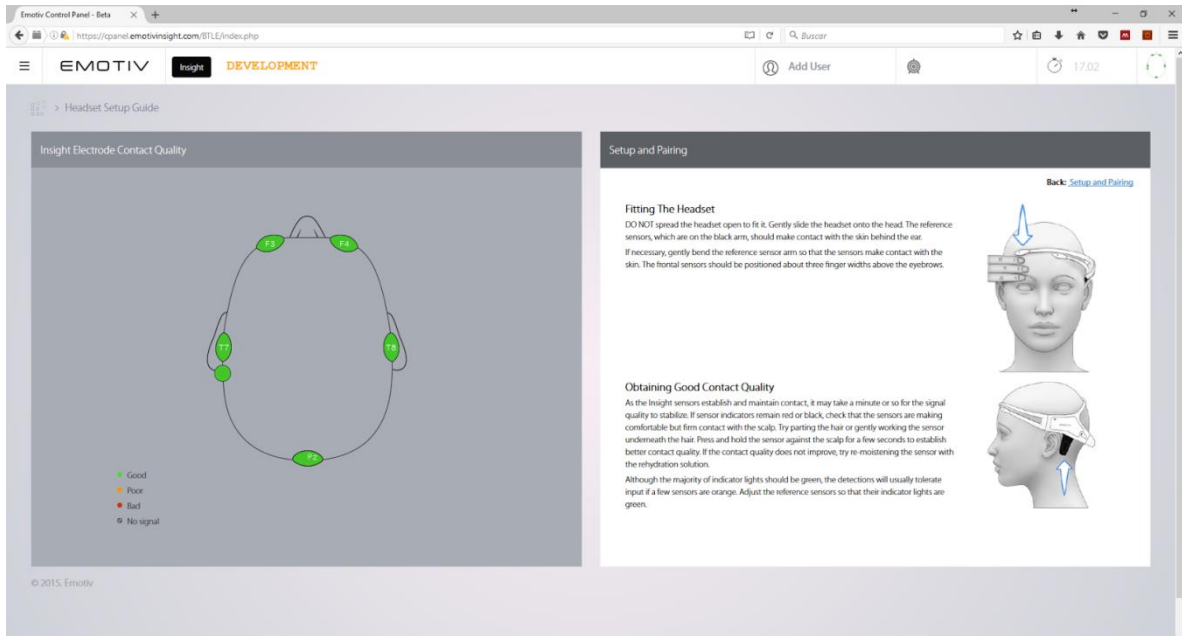 Emotiv Control Panel - Beta
https://cpanel.emotivinsight.com/BTLE/index.php
Buscar
EMOTIV
Insight
DEVELOPMENT
Add User
17.02
> Headset Setup Guide
Insight Electrode Contact Quality
F3
F4
T7
T8
PZ
Good
Poor
Bad
No signal
Setup and Pairing
Back: Setup and Pairing
Fitting The Headset
DO NOT spread the headset open to fit it. Gently slide the headset onto the head. The reference
sensors, which are on the black arm, should make contact with the skin behind the ear.
If necessary, gently bend the reference sensor arm so that the sensors make contact with the
skin. The frontal sensors should be positioned about three finger widths above the eyebrows.
Obtaining Good Contact Quality
As the Insight sensors establish and maintain contact, it may take a minute or so for the signal
quality to stabilize. If sensor indicators remain red or black, check that the sensors are making
comfortable but firm contact with the scalp. Try parting the hair or gently working the sensor
underneath the hair. Press and hold the sensor against the scalp for a few seconds to establish
better contact quality. If the contact quality does not improve, try re-moistening the sensor with
the rehydration solution.
Although the majority of indicator lights should be green, the detections will usually tolerate
input if a few sensors are orange. Adjust the reference sensors so that their indicator lights are
green.
© 2015. Emotiv